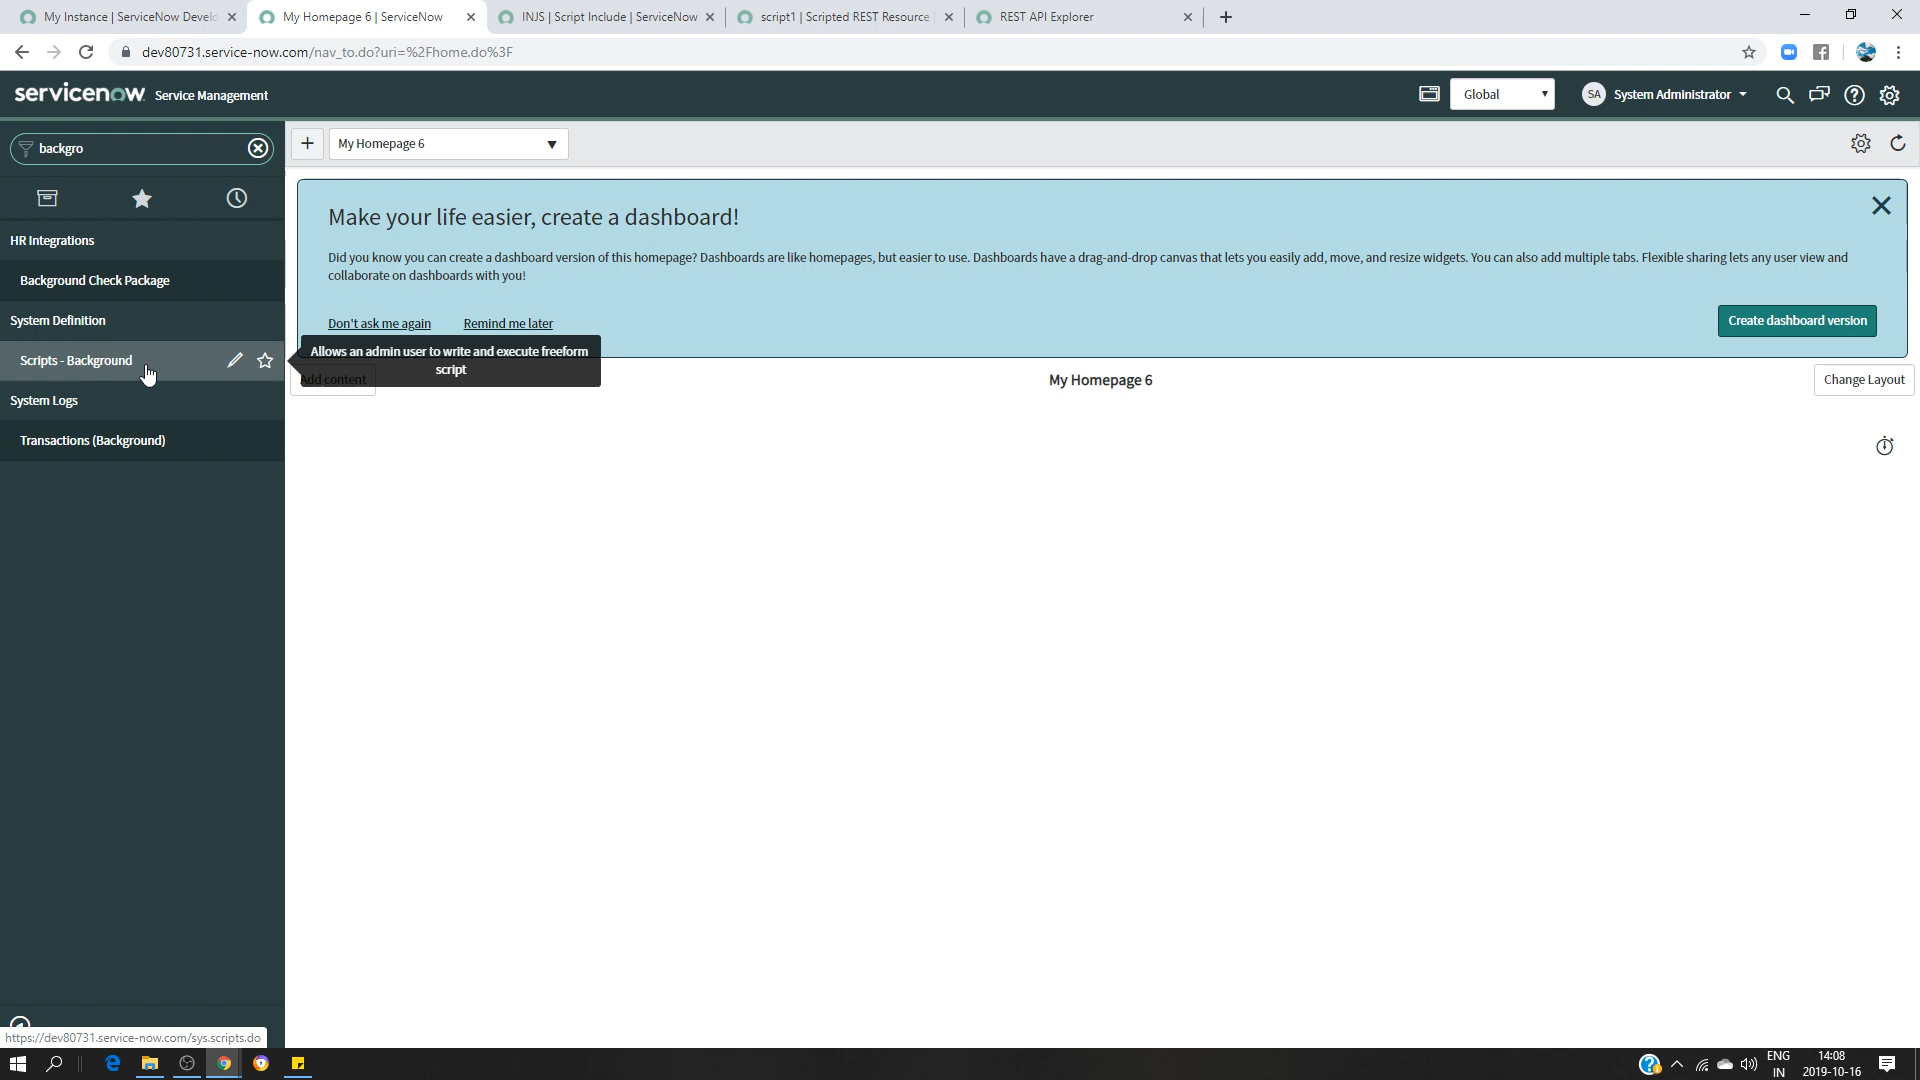 My Instance | ServiceNow Develo
My Homepage 6 | ServiceNow
INJS | Script Include | ServiceNow
script1 | Scripted REST Resource
REST API Explorer
dev80731.service-now.com/nav_to.do?uri=%2Fhome.do%3F
servicenow Service Management
Global
SA System Administrator
backgro
My Homepage 6
HR Integrations
Background Check Package
System Definition
Scripts - Background
System Logs
Transactions (Background)
Make your life easier, create a dashboard!
Did you know you can create a dashboard version of this homepage? Dashboards are like homepages, but easier to use. Dashboards have a drag-and-drop canvas that lets you easily add, move, and resize widgets. You can also add multiple tabs. Flexible sharing lets any user view and
collaborate on dashboards with you!
Don't ask me again
Remind me later
Create dashboard version
Allows an admin user to write and execute freeform
script
Add content
My Homepage 6
Change Layout
https://dev80731.service-now.com/sys.scripts.do
ENG
IN
14:08
2019-10-16